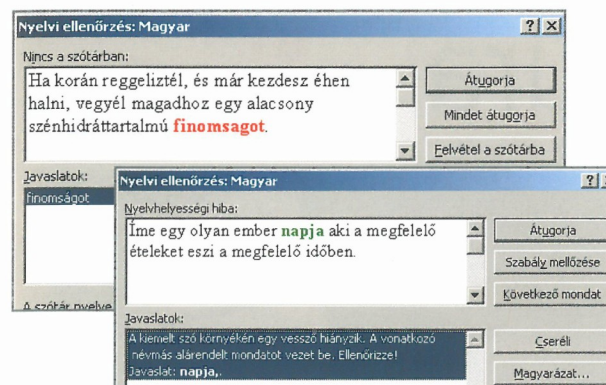 Nyelvi ellenőrzés: Magyar
Nincs a szótárban:
Ha korán reggeliztél, és már kezdesz éhen
halni, vegyél magadhoz egy alacsony
szénhidráttartalmú finomsagot.
Átugorja
Mindet átugorja
Felvétel a szótárba
Javaslatok:
finomságot
A szótár nyelve
Nyelvi ellenőrzés: Magyar
Nyelvhelyességi hiba:
Íme egy olyan ember napja aki a megfelelő
ételeket eszi a megfelelő időben.
Átugorja
Szabály mellőzése
Következő mondat
Javaslatok:
A kiemelt szó környékén egy vessző hiányzik. A vonatkozó
névmás alárendelt mondatot vezet be. Ellenőrizze!
Javaslat: napja,.
Cseréli
Magyarázat...